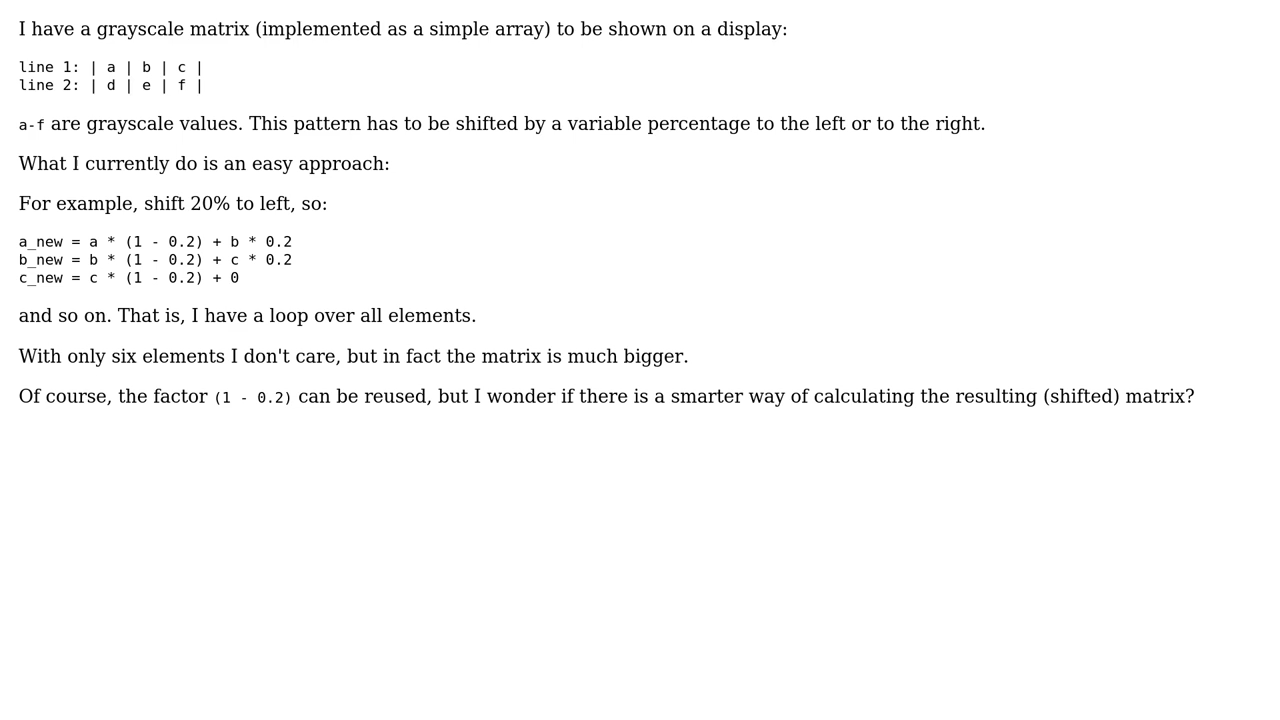 I have a grayscale matrix (implemented as a simple array) to be shown on a display:
line 1: | a | b | c |
line 2: | d | e | f |
a-f are grayscale values. This pattern has to be shifted by a variable percentage to the left or to the right.
What I currently do is an easy approach:
For example, shift 20% to left, so:
a_new = a * (1 - 0.2) + b * 0.2
b_new = b * (1 - 0.2) + c * 0.2
c_new = c * (1 - 0.2) + 0
and so on. That is, I have a loop over all elements.
With only six elements I don't care, but in fact the matrix is much bigger.
Of course, the factor (1 - 0.2) can be reused, but I wonder if there is a smarter way of calculating the resulting (shifted) matrix?